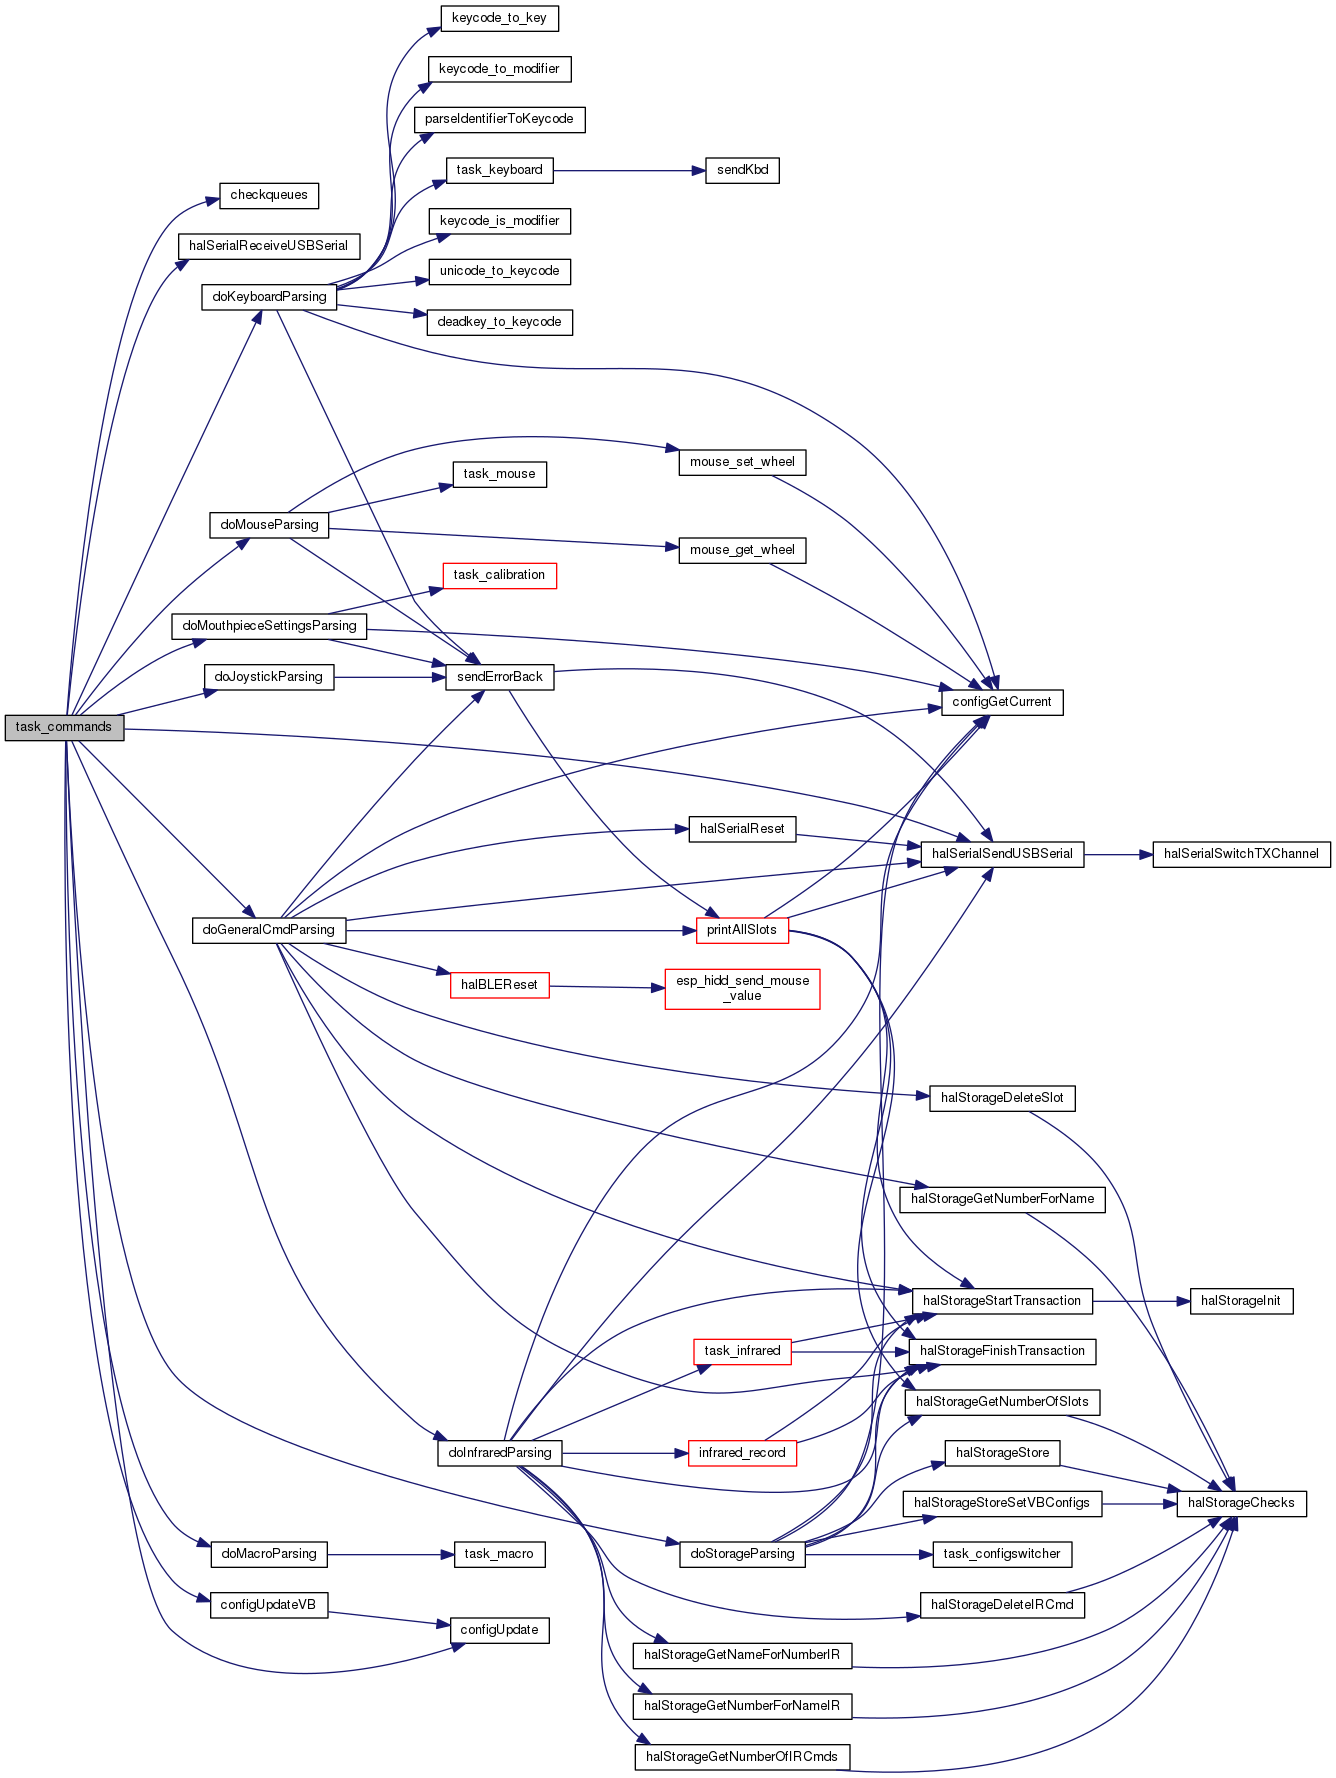 keycode_to_key
keycode_to_modifier
parseIdentifierToKeycode
task_keyboard
sendKbd
checkqueues
keycode_is_modifier
halSerialReceiveUSBSerial
unicode_to_keycode
doKeyboardParsing
deadkey_to_keycode
mouse_set_wheel
task_mouse
doMouseParsing
mouse_get_wheel
task_calibration
doMouthpieceSettingsParsing
doJoystickParsing
sendErrorBack
configGetCurrent
task_commands
halSerialReset
halSerialSendUSBSerial
halSerialSwitchTXChannel
doGeneralCmdParsing
printAllSlots
halBLEReset
esp_hidd_send_mouse
_value
halStorageDeleteSlot
halStorageGetNumberForName
halStorageStartTransaction
halStorageInit
task_infrared
halStorageFinishTransaction
halStorageGetNumberOfSlots
doInfraredParsing
infrared_record
halStorageStore
halStorageStoreSetVBConfigs
halStorageChecks
doMacroParsing
task_macro
doStorageParsing
task_configswitcher
configUpdateVB
halStorageDeleteIRCmd
configUpdate
halStorageGetNameForNumberIR
halStorageGetNumberForNameIR
halStorageGetNumberOfIRCmds